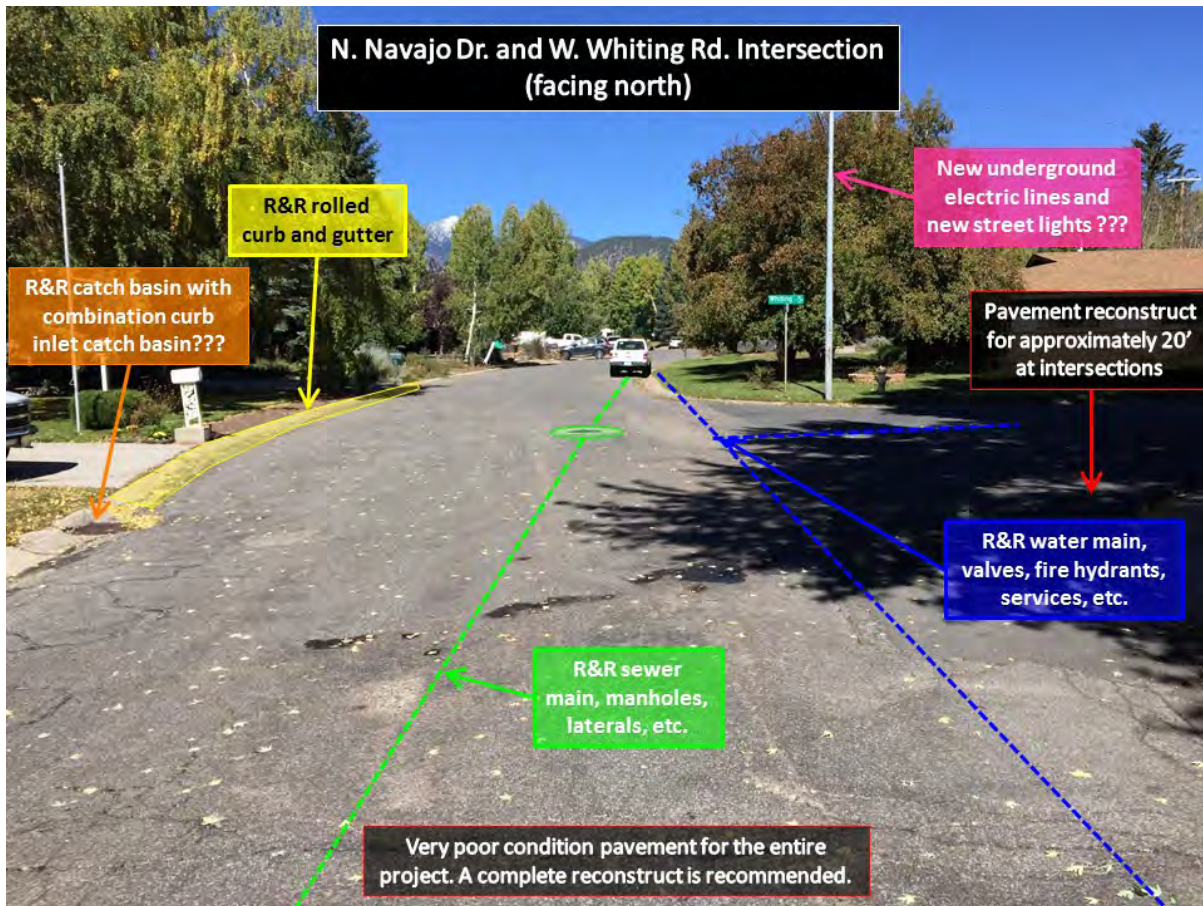 N. Navajo Dr. and W. Whiting Rd. Intersection
(facing north)
New underground
electric lines and
new street lights ???
R&R rolled
curb and gutter
R&R catch basin with
combination curb
inlet catch basin???
Whiting
Pavement reconstruct
for approximately 20'
at intersections
R&R water main,
valves, fire hydrants,
services, etc.
R&R sewer
main, manholes,
laterals, etc.
Very poor condition pavement for the entire
project. A complete reconstruct is recommended.